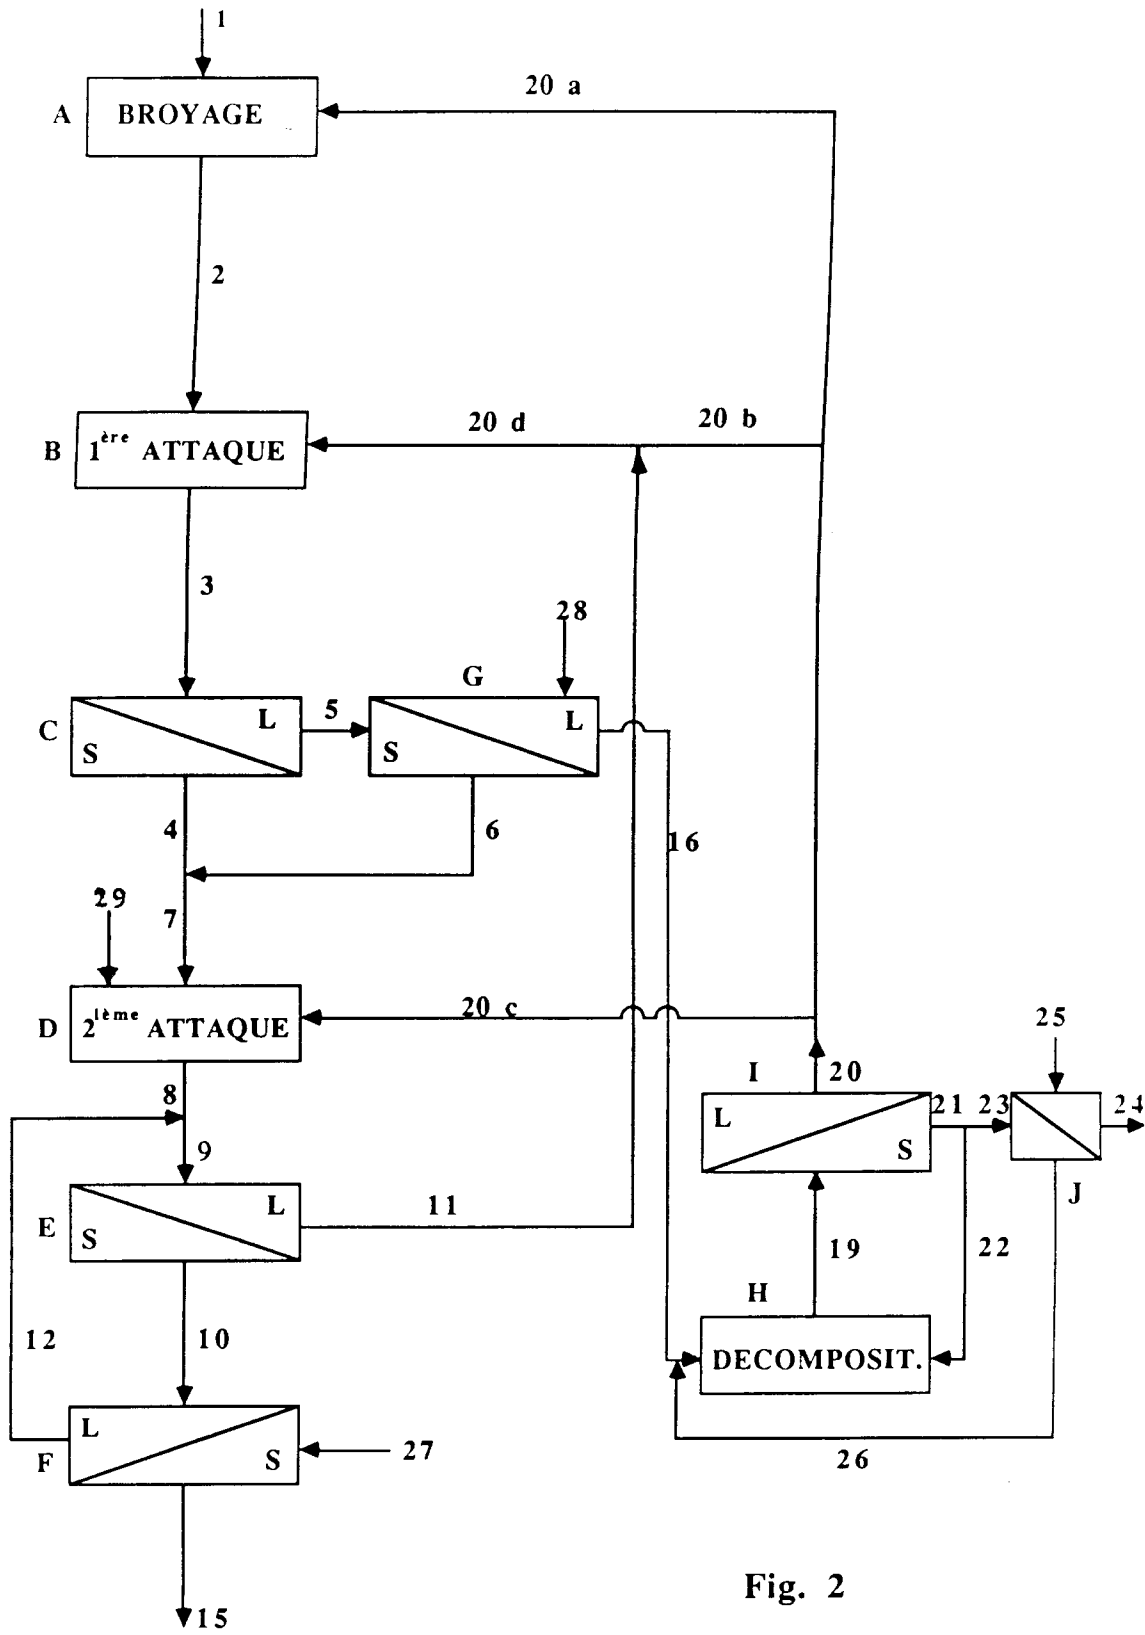 1
20 a
A BROYAGE
2
20 d 20 b
B 1ère ATTAQUE
3
28
G
C L S
5
L S
4
6
16
29
7
20 c
D 2ième ATTAQUE
25
8
I 20
21 23 24
L S
J
9
11
E L S
19 22
H
12 10
DECOMPOSIT.
L
F S 27
26
Fig. 2
15